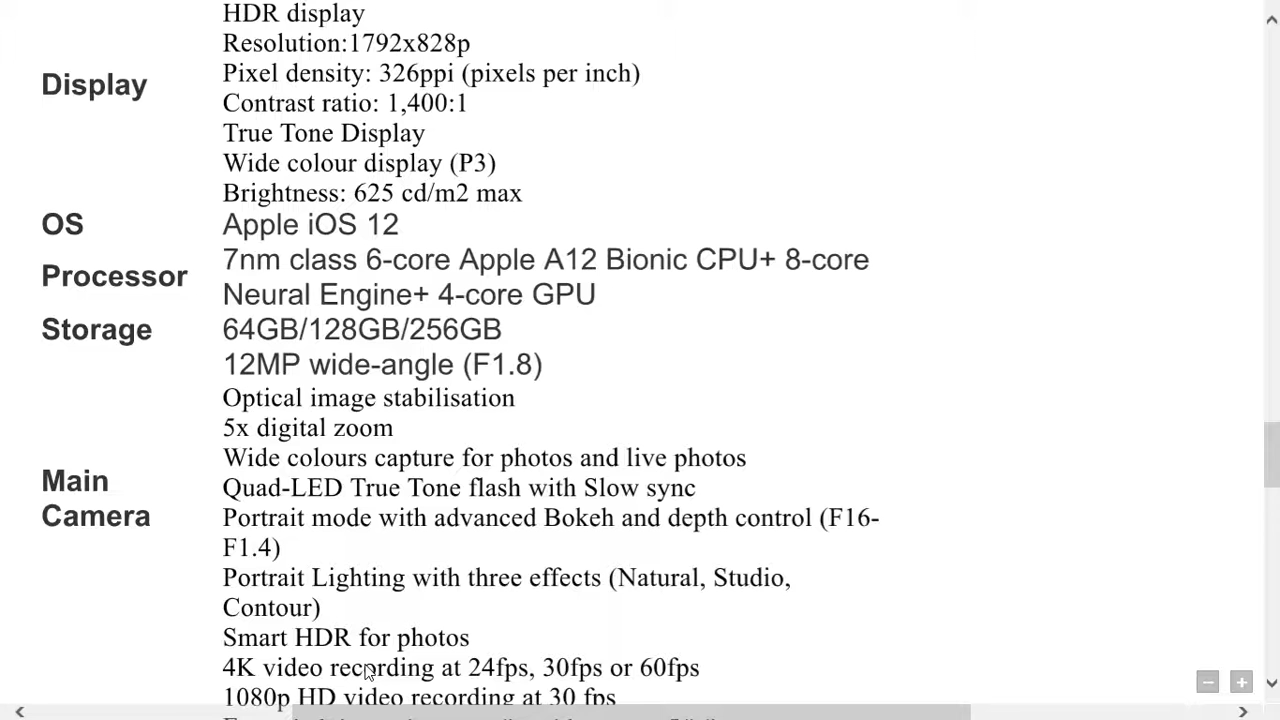 HDR display
Resolution:1792x828p
Display
Pixel density: 326ppi (pixels per inch)
Contrast ratio: 1,400:1
True Tone Display
Wide colour display (P3)
Brightness: 625 cd/m2 max
OS
Apple iOS 12
Processor
7nm class 6-core Apple A12 Bionic CPU+ 8-core
Neural Engine+ 4-core GPU
Storage
64GB/128GB/256GB
Main
Camera
12MP wide-angle (F1.8)
Optical image stabilisation
5x digital zoom
Wide colours capture for photos and live photos
Quad-LED True Tone flash with Slow sync
Portrait mode with advanced Bokeh and depth control (F16-
F1.4)
Portrait Lighting with three effects (Natural, Studio,
Contour)
Smart HDR for photos
4K video recording at 24fps, 30fps or 60fps
1080p HD video recording at 30 fps